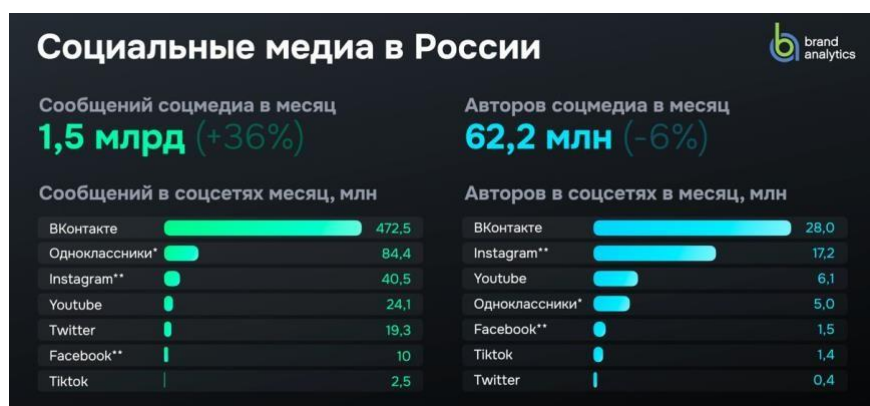 Социальные медиа в России
brand
analytics
Сообщений соцмедиа в месяц
1,5 млрд (+36%)
Авторов соцмедиа в месяц
62,2 млн (-6%)
Сообщений в соцсетях месяц, млн
ВКонтакте 472,5
Одноклассники* 84,4
Instagram** 40,5
Youtube 24,1
Twitter 19,3
Facebook** 10
Tiktok 2,5
Авторов в соцсетях в месяц, млн
ВКонтакте 28,0
Instagram** 17,2
Youtube 6,1
Одноклассники* 5,0
Facebook** 1,5
Tiktok 1,4
Twitter 0,4